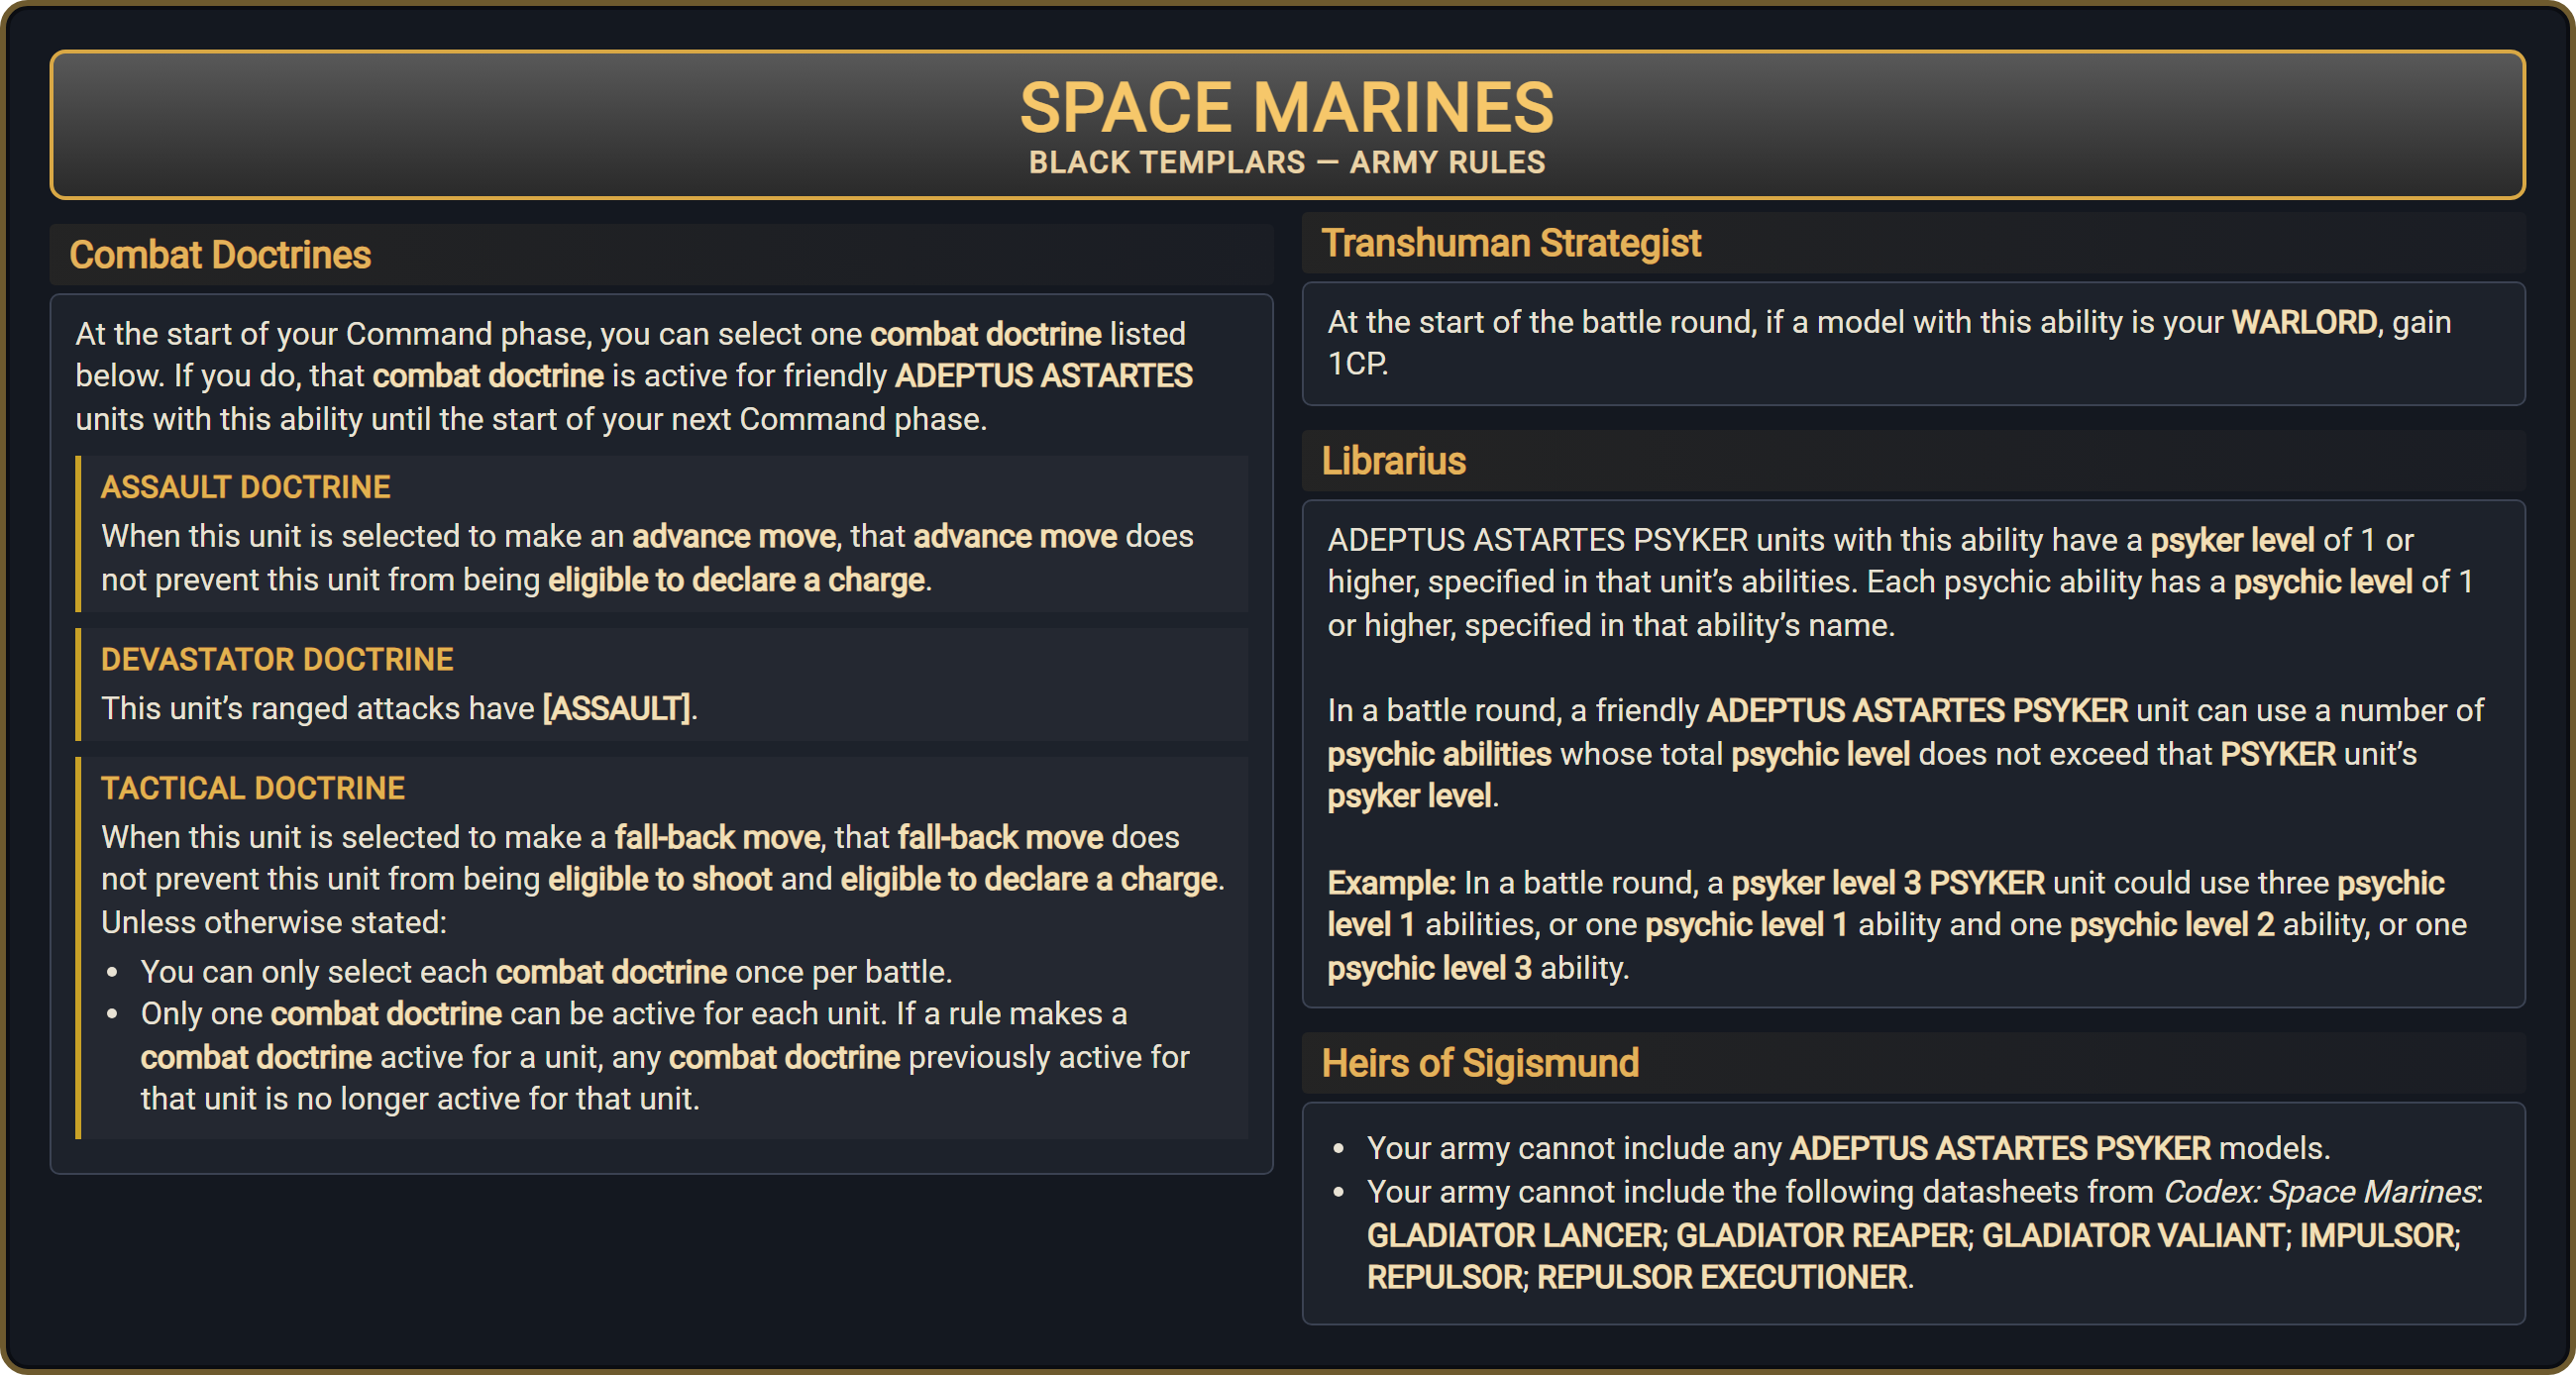 SPACE MARINES
BLACK TEMPLARS — ARMY RULES
Combat Doctrines
At the start of your Command phase, you can select one combat doctrine listed
below. If you do, that combat doctrine is active for friendly ADEPTUS ASTARTES
units with this ability until the start of your next Command phase.
ASSAULT DOCTRINE
When this unit is selected to make an advance move, that advance move does
not prevent this unit from being eligible to declare a charge.
DEVASTATOR DOCTRINE
This unit’s ranged attacks have [ASSAULT].
TACTICAL DOCTRINE
When this unit is selected to make a fall-back move, that fall-back move does
not prevent this unit from being eligible to shoot and eligible to declare a charge.
Unless otherwise stated:
• You can only select each combat doctrine once per battle.
• Only one combat doctrine can be active for each unit. If a rule makes a
combat doctrine active for a unit, any combat doctrine previously active for
that unit is no longer active for that unit.
Transhuman Strategist
At the start of the battle round, if a model with this ability is your WARLORD, gain
1CP.
Librarius
ADEPTUS ASTARTES PSYKER units with this ability have a psyker level of 1 or
higher, specified in that unit’s abilities. Each psychic ability has a psychic level of 1
or higher, specified in that ability’s name.
In a battle round, a friendly ADEPTUS ASTARTES PSYKER unit can use a number of
psychic abilities whose total psychic level does not exceed that PSYKER unit’s
psyker level.
Example: In a battle round, a psyker level 3 PSYKER unit could use three psychic
level 1 abilities, or one psychic level 1 ability and one psychic level 2 ability, or one
psychic level 3 ability.
Heirs of Sigismund
• Your army cannot include any ADEPTUS ASTARTES PSYKER models.
• Your army cannot include the following datasheets from Codex: Space Marines:
GLADIATOR LANCER; GLADIATOR REAPER; GLADIATOR VALIANT; IMPULSOR;
REPULSOR; REPULSOR EXECUTIONER.